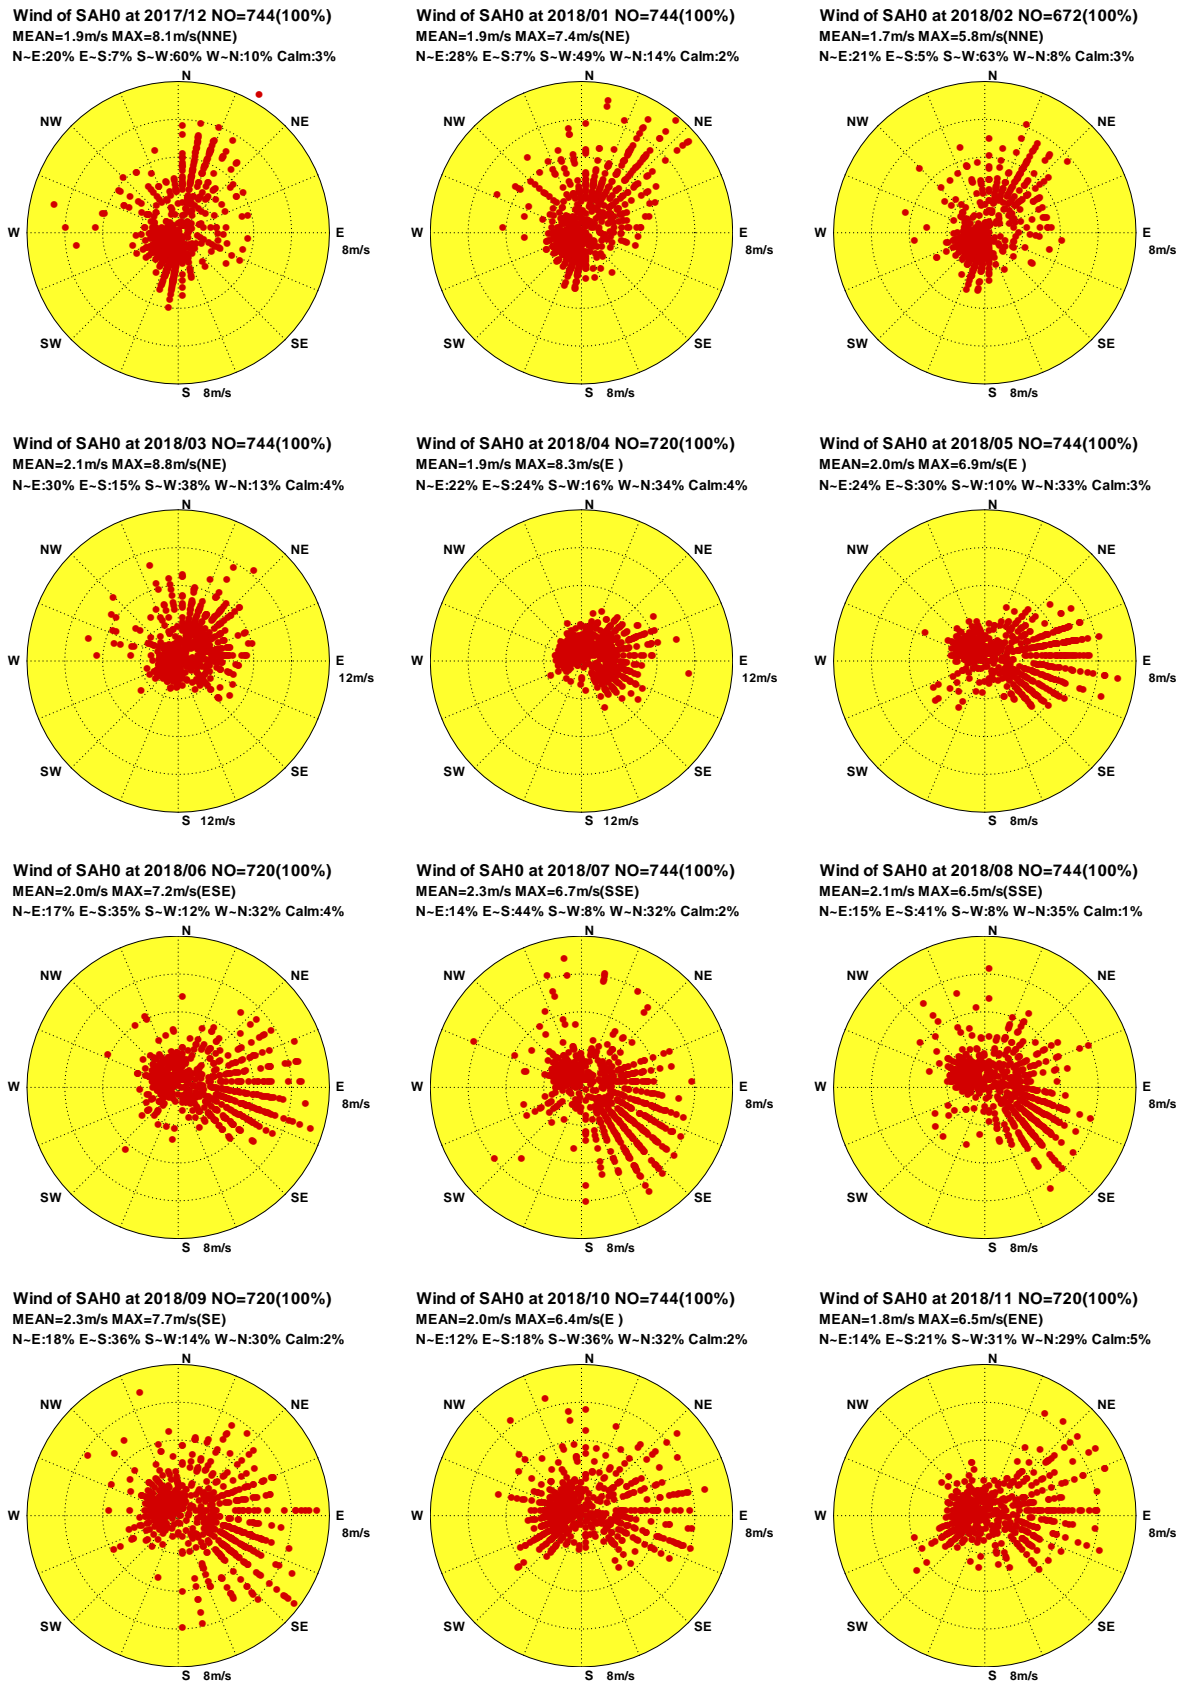 Wind of SAH0 at 2017/12 NO=744(100%)
MEAN=1.9m/s MAX=8.1m/s(NNE)
N~E:20% E~S:7% S~W:60% W~N:10% Calm:3%
N
NW
NE
W
E
8m/s
SW
SE
S 8m/s
Wind of SAH0 at 2018/01 NO=744(100%)
MEAN=1.9m/s MAX=7.4m/s(NE)
N~E:28% E~S:7% S~W:49% W~N:14% Calm:2%
N
NW
NE
W
E
8m/s
SW
SE
S 8m/s
Wind of SAH0 at 2018/02 NO=672(100%)
MEAN=1.7m/s MAX=5.8m/s(NNE)
N~E:21% E~S:5% S~W:63% W~N:8% Calm:3%
N
NW
NE
W
E
8m/s
SW
SE
S 8m/s
Wind of SAH0 at 2018/03 NO=744(100%)
MEAN=2.1m/s MAX=8.8m/s(NE)
N~E:30% E~S:15% S~W:38% W~N:13% Calm:4%
N
NW
NE
W
E
12m/s
SW
SE
S 12m/s
Wind of SAH0 at 2018/04 NO=720(100%)
MEAN=1.9m/s MAX=8.3m/s(E )
N~E:22% E~S:24% S~W:16% W~N:34% Calm:4%
N
NW
NE
W
E
12m/s
SW
SE
S 12m/s
Wind of SAH0 at 2018/05 NO=744(100%)
MEAN=2.0m/s MAX=6.9m/s(E )
N~E:24% E~S:30% S~W:10% W~N:33% Calm:3%
N
NW
NE
W
E
8m/s
SW
SE
S 8m/s
Wind of SAH0 at 2018/06 NO=720(100%)
MEAN=2.0m/s MAX=7.2m/s(ESE)
N~E:17% E~S:35% S~W:12% W~N:32% Calm:4%
N
NW
NE
W
E
8m/s
SW
SE
S 8m/s
Wind of SAH0 at 2018/07 NO=744(100%)
MEAN=2.3m/s MAX=6.7m/s(SSE)
N~E:14% E~S:44% S~W:8% W~N:32% Calm:2%
N
NW
NE
W
E
8m/s
SW
SE
S 8m/s
Wind of SAH0 at 2018/08 NO=744(100%)
MEAN=2.1m/s MAX=6.5m/s(SSE)
N~E:15% E~S:41% S~W:8% W~N:35% Calm:1%
N
NW
NE
W
E
8m/s
SW
SE
S 8m/s
Wind of SAH0 at 2018/09 NO=720(100%)
MEAN=2.3m/s MAX=7.7m/s(SE)
N~E:18% E~S:36% S~W:14% W~N:30% Calm:2%
N
NW
NE
W
E
8m/s
SW
SE
S 8m/s
Wind of SAH0 at 2018/10 NO=744(100%)
MEAN=2.0m/s MAX=6.4m/s(E )
N~E:12% E~S:18% S~W:36% W~N:32% Calm:2%
N
NW
NE
W
E
8m/s
SW
SE
S 8m/s
Wind of SAH0 at 2018/11 NO=720(100%)
MEAN=1.8m/s MAX=6.5m/s(ENE)
N~E:14% E~S:21% S~W:31% W~N:29% Calm:5%
N
NW
NE
W
E
8m/s
SW
SE
S 8m/s